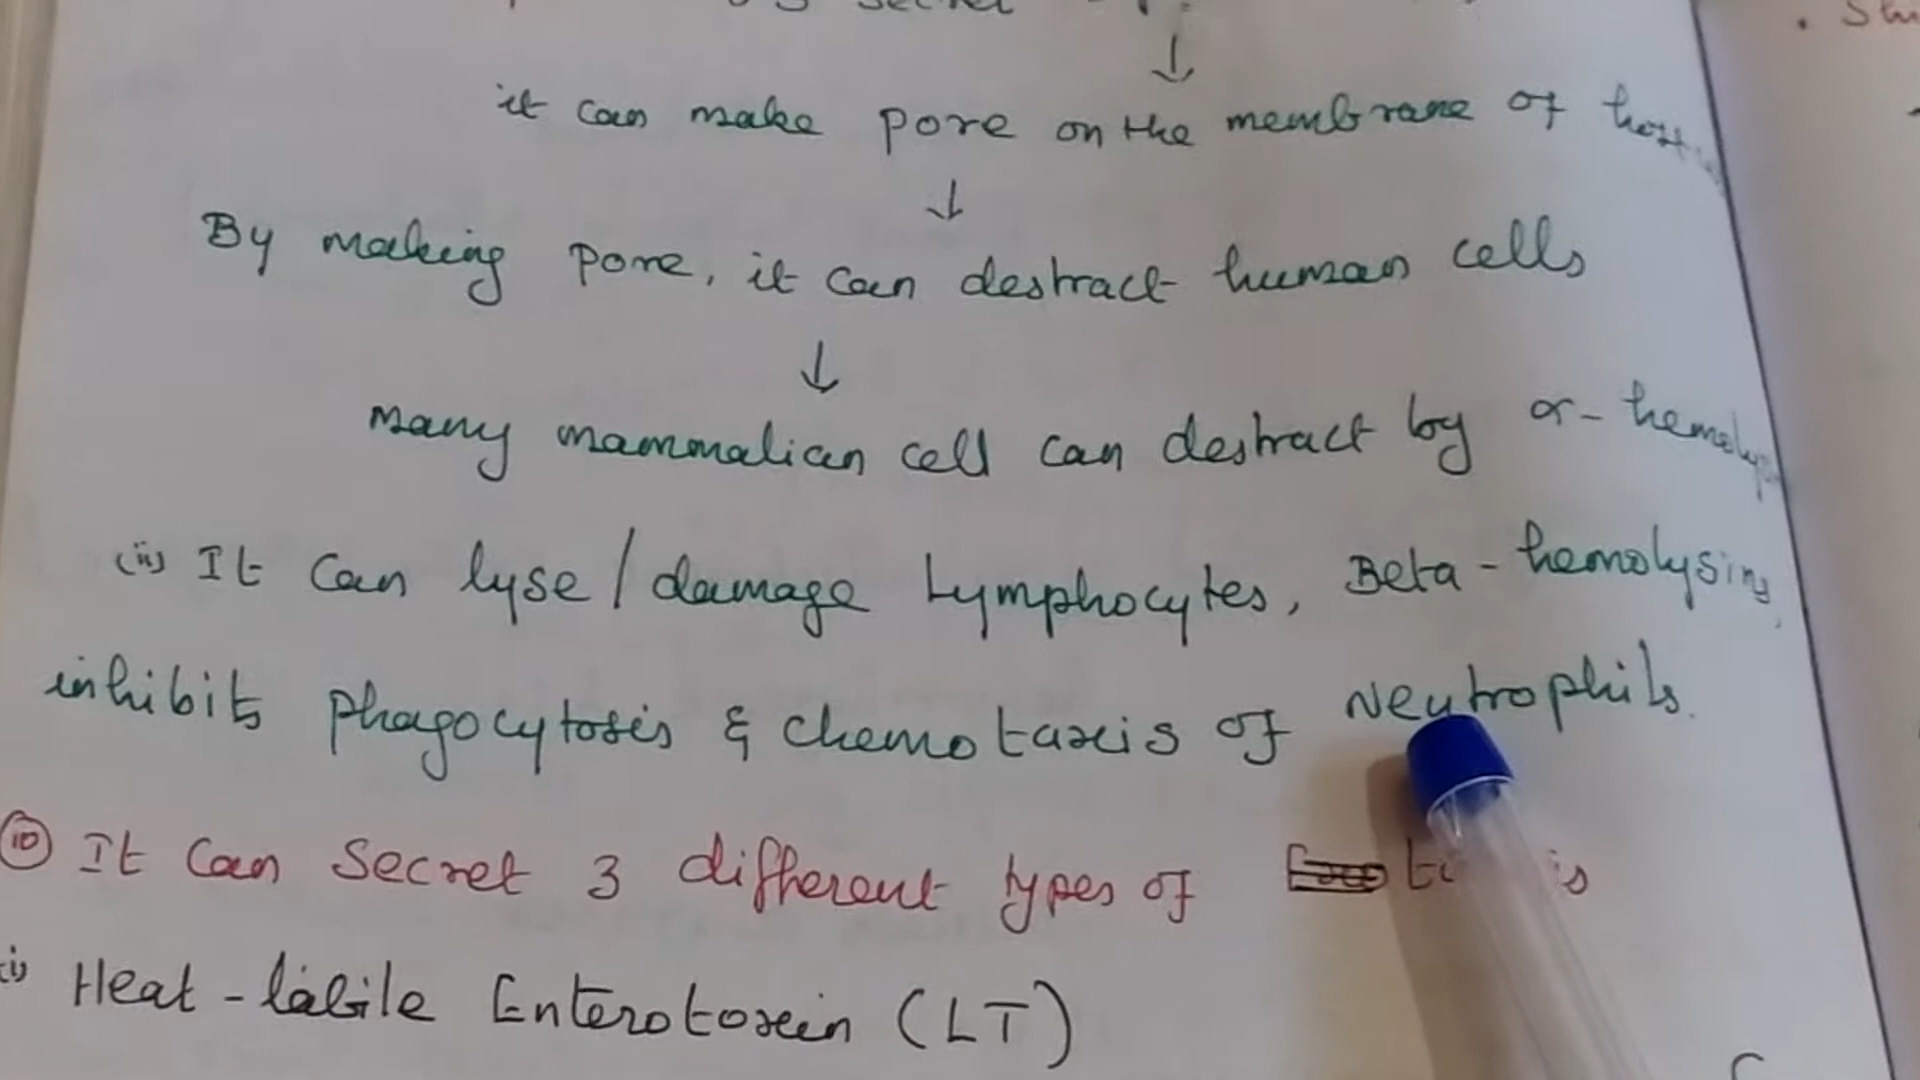 secret
↓
it can make pore on the membrane of host
↓
By making pore, it can destract human cells
↓
Many mammalian cell can destract by α-hemoly
(ii) It can lyse/damage Lymphocytes, Beta-hemolysin,
inhibits phagocytosis & chemotaxis of Neutrophils.
⑩ It can secret 3 different types of
(i) Heat-labile Enterotoxin (LT)